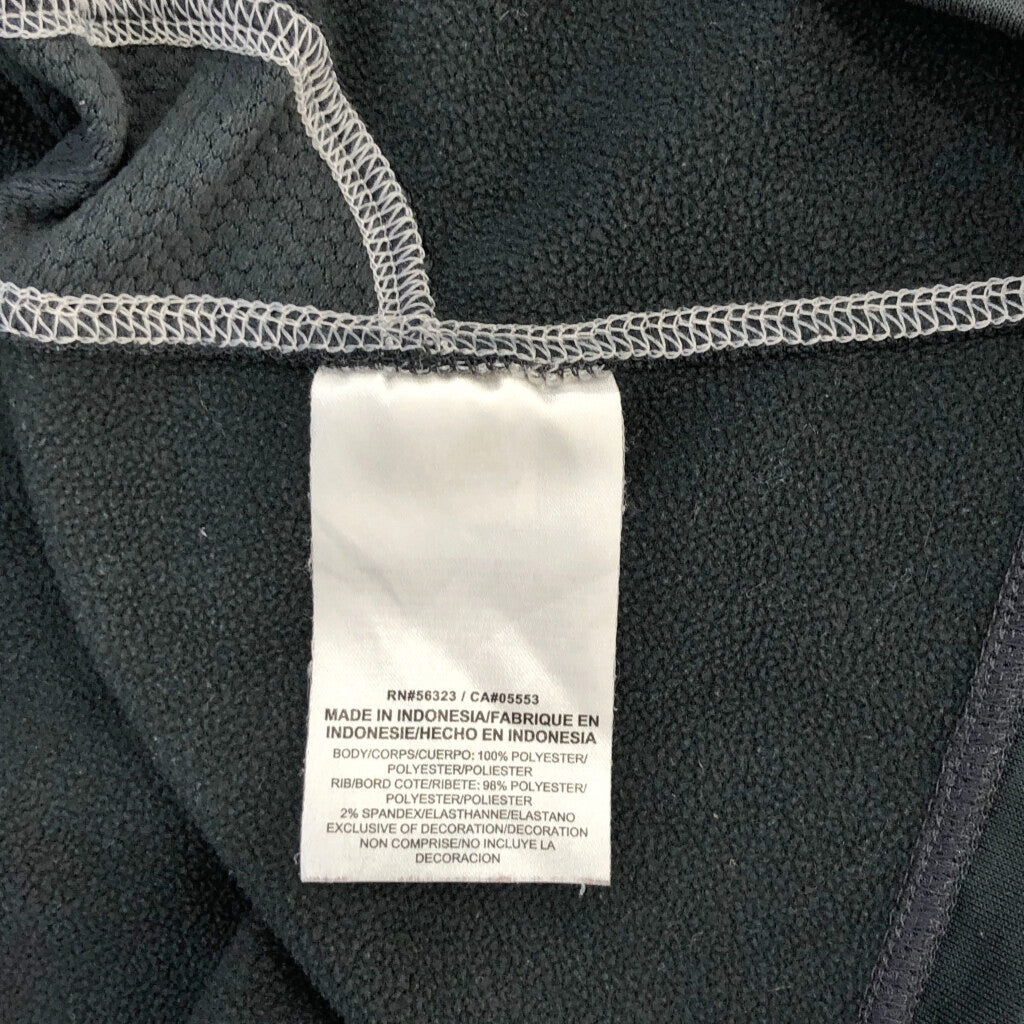 RN#56323 / CA#05553
MADE IN INDONESIA/FABRIQUE EN
INDONESIE/HECHO EN INDONESIA
BODY/CORPS/CUERPO: 100% POLYESTER/
POLYESTER/POLIESTER
RIB/BORD COTE/RIBETE: 98% POLYESTER/
POLYESTER/POLIESTER
2% SPANDEX/ELASTHANNE/ELASTANO
EXCLUSIVE OF DECORATION/DECORATION
NON COMPRISE/NO INCLUYE LA
DECORACION